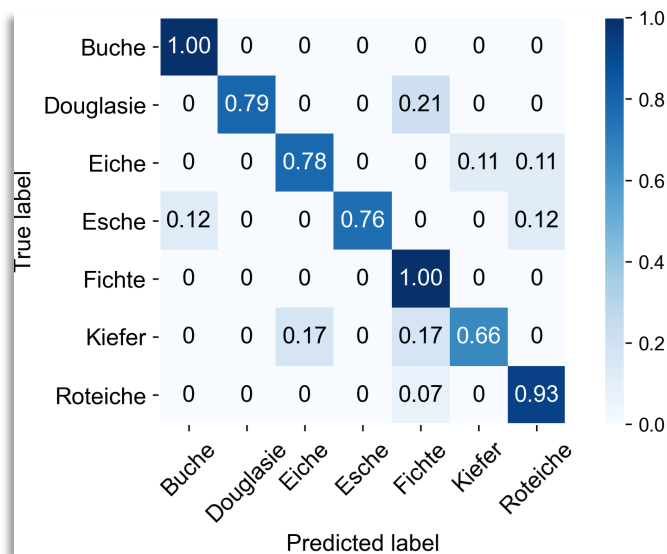 Buche 1.00 0 0 0 0 0 0
Douglasie 0 0.79 0 0 0.21 0 0
Eiche 0 0 0.78 0 0 0.11 0.11
Esche 0.12 0 0 0.76 0 0 0.12
Fichte 0 0 0 0 1.00 0 0
Kiefer 0 0 0.17 0 0.17 0.66 0
Roteiche 0 0 0 0 0.07 0 0.93
True label
Buche Douglasie Eiche Esche Fichte Kiefer Roteiche
Predicted label
1.0
0.8
0.6
0.4
0.2
0.0